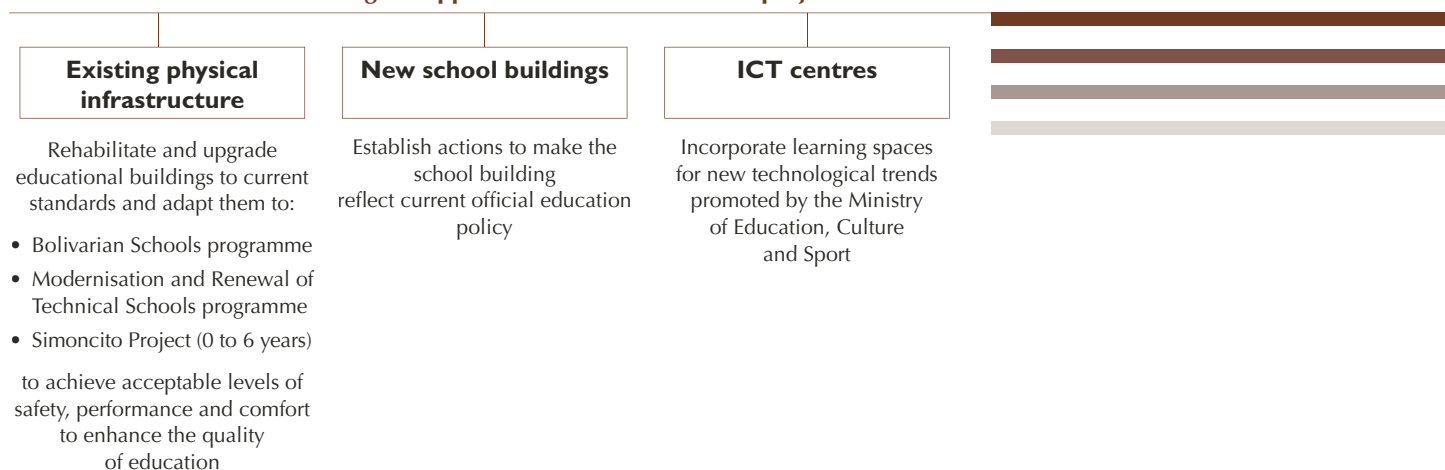 Existing physical
infrastructure
Rehabilitate and upgrade
educational buildings to current
standards and adapt them to:
• Bolivarian Schools programme
• Modernisation and Renewal of
Technical Schools programme
• Simoncito Project (0 to 6 years)
to achieve acceptable levels of
safety, performance and comfort
to enhance the quality
of education
New school buildings
Establish actions to make the
school building
reflect current official education
policy
ICT centres
Incorporate learning spaces
for new technological trends
promoted by the Ministry
of Education, Culture
and Sport